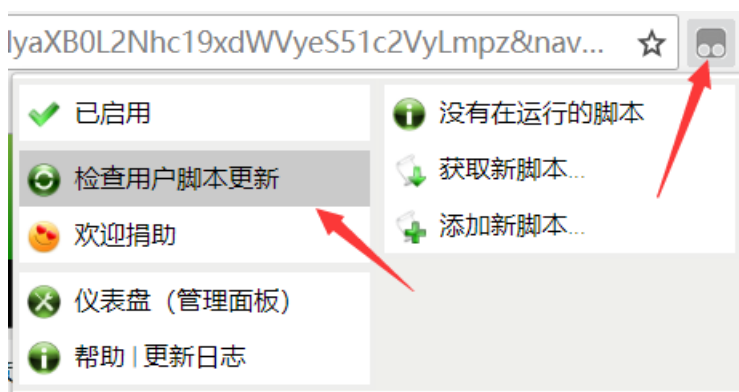 IyaXB0L2Nhc19xdWVyeS51c2VyLmpz&nav...
已启用
检查用户脚本更新
欢迎捐助
仪表盘（管理面板）
帮助 | 更新日志
没有在运行的脚本
获取新脚本...
添加新脚本...